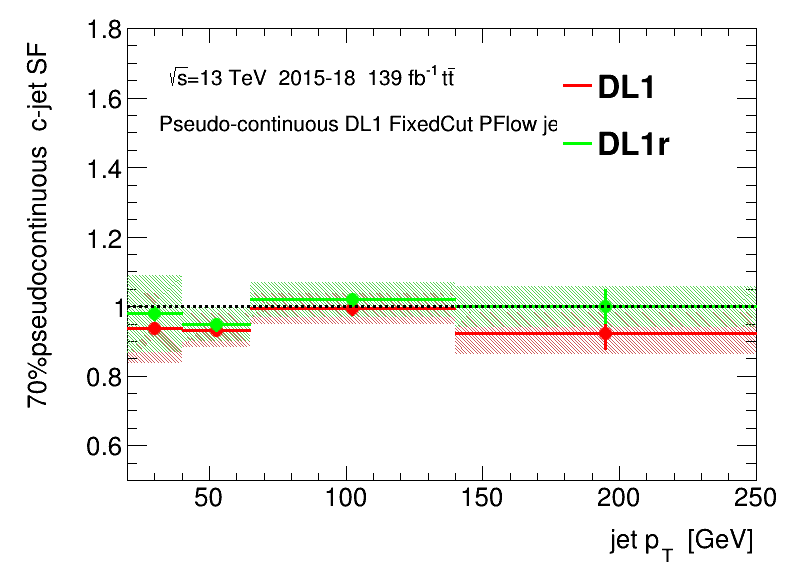 1.8
1.6
1.4
1.2
1
0.8
0.6
70%pseudocontinuous c-jet SF
√s=13 TeV 2015-18 139 fb⁻¹ tt̄
Pseudo-continuous DL1 FixedCut PFlow je
DL1
DL1r
50 100 150 200 250
jet p_T [GeV]